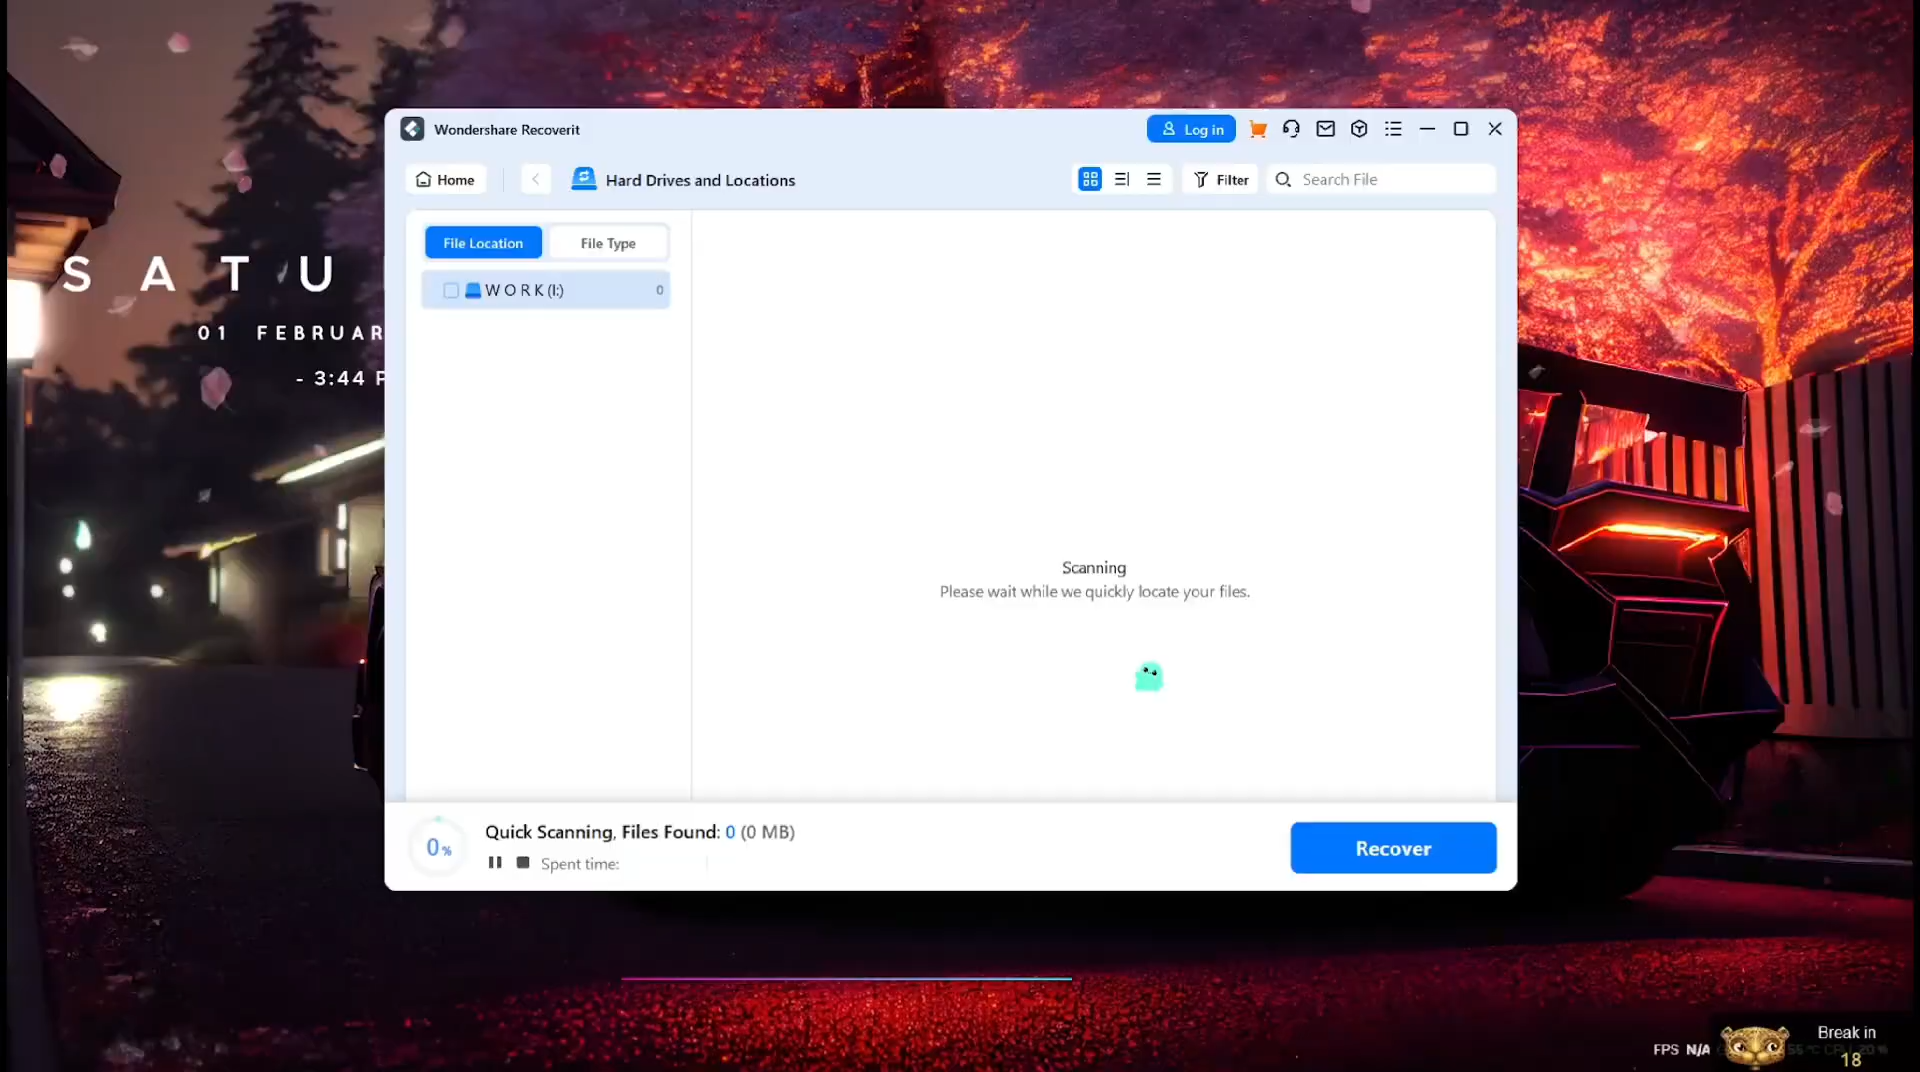 Wondershare Recoverit
Log in
Home
Hard Drives and Locations
Filter
Search File
File Location
File Type
W O R K (I:)
0
S A T U
01 FEBRUAR
- 3:44 P
Scanning
Please wait while we quickly locate your files.
0%
Quick Scanning, Files Found: 0 (0 MB)
Spent time:
Recover
Break in
18
FPS N/A